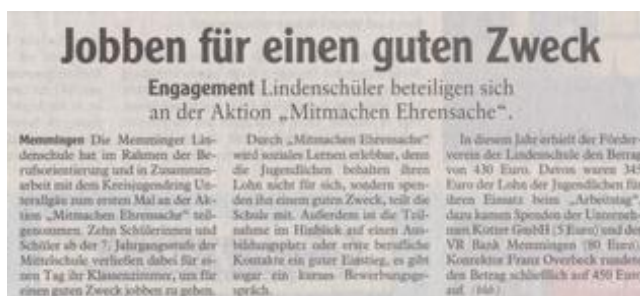 Jobben für einen guten Zweck
Engagement Lindenschüler beteiligen sich
an der Aktion „Mitmachen Ehrensache“.
Memmingen Die Memminger Lin-
denschule hat im Rahmen der Be-
rufsorientierung und in Zusammen-
arbeit mit dem Kreisjugendring Un-
terallgäu zum ersten Mal an der Ak-
tion „Mitmachen Ehrensache“ teil-
genommen. Zehn Schülerinnen und
Schüler ab der 7. Jahrgangsstufe der
Mittelschule verließen dabei für ei-
nen Tag ihr Klassenzimmer, um für
einen guten Zweck jobben zu gehen.
Durch „Mitmachen Ehrensache“
wird soziales Lernen erlebbar, denn
die Jugendlichen behalten ihren
Lohn nicht für sich, sondern spen-
den ihn einem guten Zweck, teilt die
Schule mit. Außerdem ist die Teil-
nahme im Hinblick auf einen Aus-
bildungsplatz oder erste berufliche
Kontakte ein guter Einstieg, es gibt
sogar ein kurzes Bewerbungsge-
spräch.
In diesem Jahr erhielt der Förder-
verein der Lindenschule den Betrag
von 430 Euro. Davon waren 345
Euro der Lohn der Jugendlichen für
ihren Einsatz beim „Arbeitstag“,
dazu kamen Spenden der Unterneh-
men Kutter GmbH (5 Euro) und der
VR Bank Memmingen (80 Euro).
Konrektor Franz Overbeck rundete
den Betrag schließlich auf 450 Euro
auf.